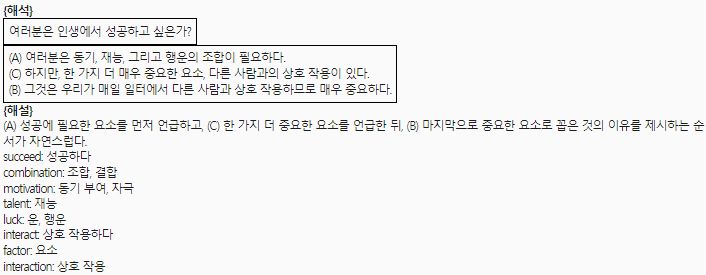 {해석}
여러분은 인생에서 성공하고 싶은가?
(A) 여러분은 동기, 재능, 그리고 행운의 조합이 필요하다.
(C) 하지만, 한 가지 더 매우 중요한 요소, 다른 사람과의 상호 작용이 있다.
(B) 그것은 우리가 매일 일터에서 다른 사람과 상호 작용하므로 매우 중요하다.
{해설}
(A) 성공에 필요한 요소를 먼저 언급하고, (C) 한 가지 더 중요한 요소를 언급한 뒤, (B) 마지막으로 중요한 요소로 꼽은 것의 이유를 제시하는 순
서가 자연스럽다.
succeed: 성공하다
combination: 조합, 결합
motivation: 동기 부여, 자극
talent: 재능
luck: 운, 행운
interact: 상호 작용하다
factor: 요소
interaction: 상호 작용